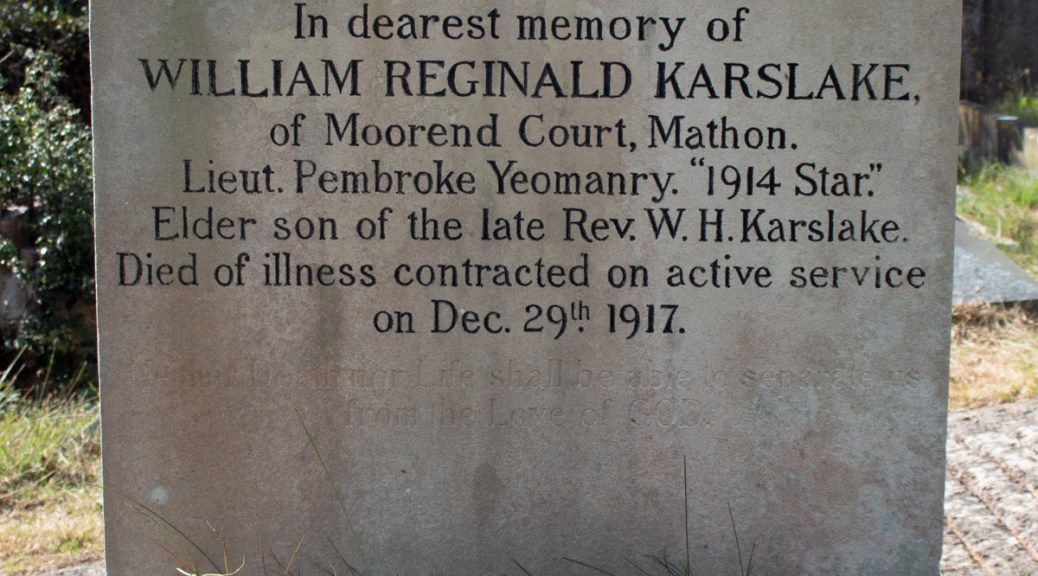 In dearest memory of
WILLIAM REGINALD KARSLAKE,
of Moorend Court, Mathon.
Lieut. Pembroke Yeomanry. “1914 Star.”
Elder son of the late Rev. W. H. Karslake.
Died of illness contracted on active service
on Dec. 29th 1917.
Death nor Life shall be able to separate us
from the Love of GOD.